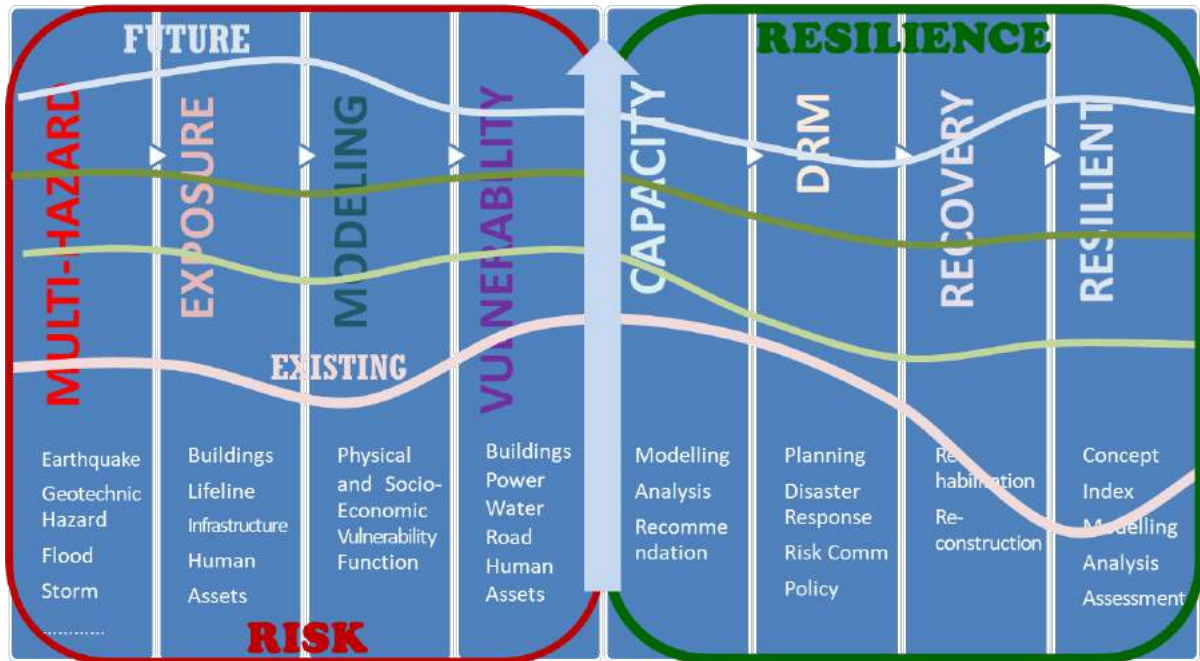 FUTURE
RESILIENCE
MULTI-HAZARD
EXPOSURE
MODELING
VULNERABILITY
CAPACITY
DRM
RECOVERY
RESILIENT
EXISTING
Earthquake
Geotechnic
Hazard
Flood
Storm
............
Buildings
Lifeline
Infrastructure
Human
Assets
Physical
and Socio-
Economic
Vulnerability
Function
Buildings
Power
Water
Road
Human
Assets
Modelling
Analysis
Recomme
ndation
Planning
Disaster
Response
Risk Comm
Policy
Re-
habilitation
Re-
construction
Concept
Index
Modelling
Analysis
Assessment
RISK